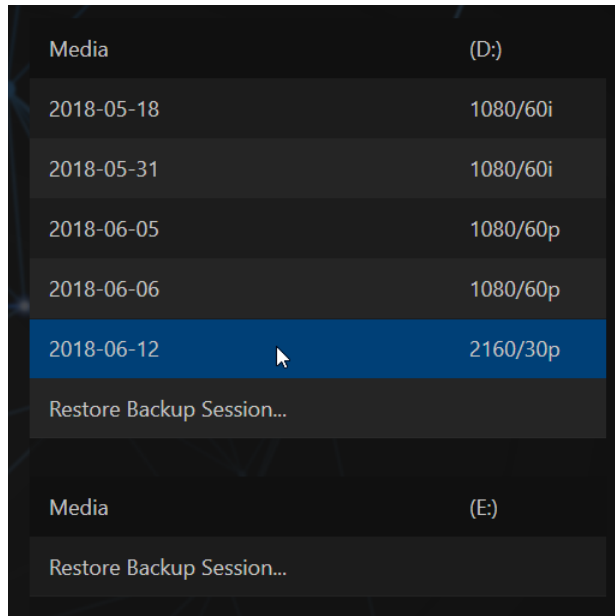 Media (D:)
2018-05-18 1080/60i
2018-05-31 1080/60i
2018-06-05 1080/60p
2018-06-06 1080/60p
2018-06-12 2160/30p
Restore Backup Session...
Media (E:)
Restore Backup Session...